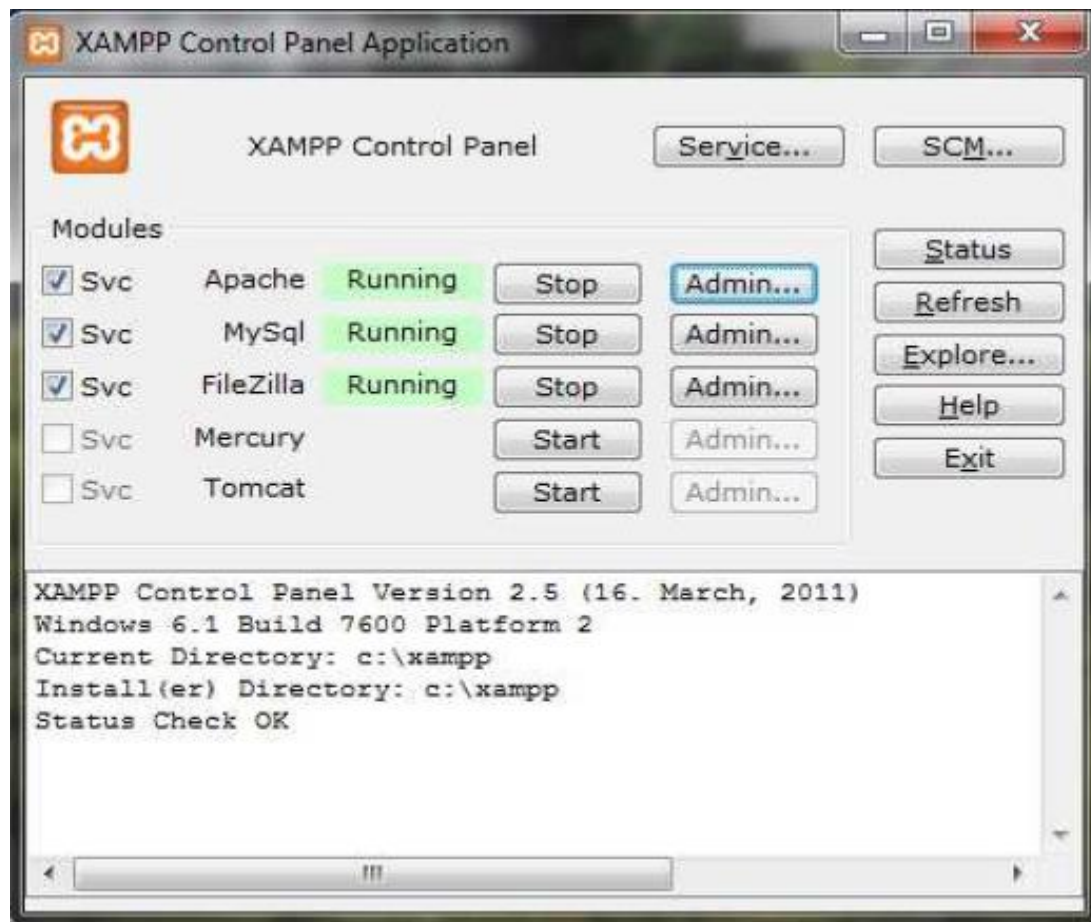 XAMPP Control Panel Application
XAMPP Control Panel Service... SCM...
Modules
Svc Apache Running Stop Admin...
Svc MySql Running Stop Admin...
Svc FileZilla Running Stop Admin...
Svc Mercury Start Admin...
Svc Tomcat Start Admin...
Status
Refresh
Explore...
Help
Exit
XAMPP Control Panel Version 2.5 (16. March, 2011)
Windows 6.1 Build 7600 Platform 2
Current Directory: c:\xampp
Install(er) Directory: c:\xampp
Status Check OK